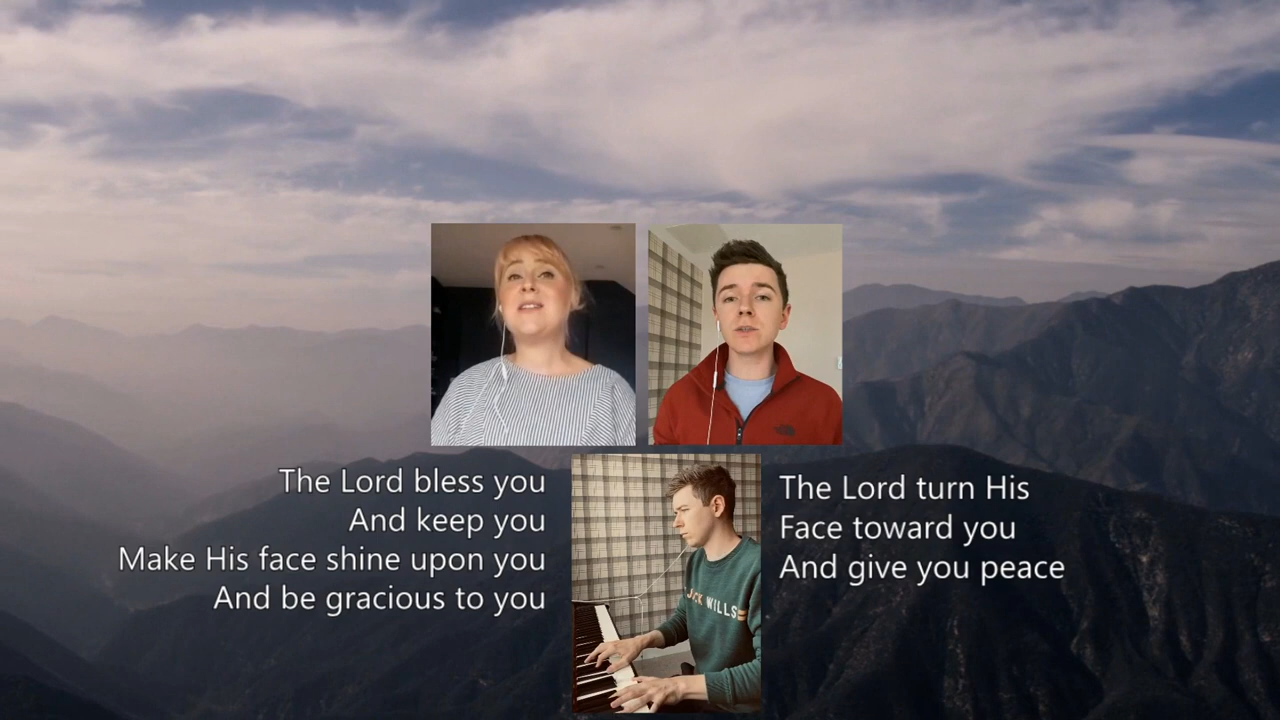 The Lord bless you
And keep you
Make His face shine upon you
And be gracious to you
The Lord turn His
Face toward you
And give you peace
JACK WILLS